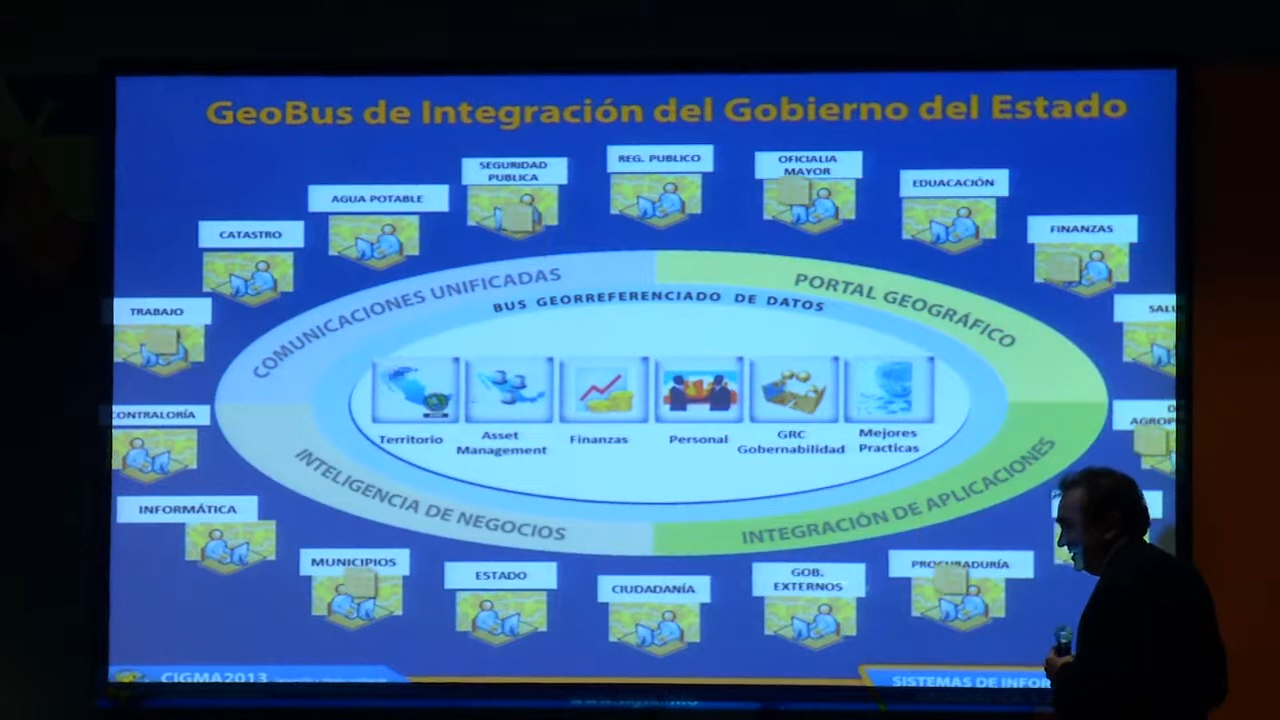 GeoBus de Integración del Gobierno del Estado
REG. PUBLICO
OFICIALIA
MAYOR
SEGURIDAD
PUBLICA
EDUACACIÓN
AGUA POTABLE
FINANZAS
CATASTRO
TRABAJO
CONTRALORÍA
COMUNICACIONES UNIFICADAS
PORTAL GEOGRÁFICO
BUS GEORREFERENCIADO DE DATOS
Territorio
Asset
Management
Finanzas
Personal
GRC
Gobernabilidad
Mejores
Practicas
INTELIGENCIA DE NEGOCIOS
INTEGRACIÓN DE APLICACIONES
INFORMÁTICA
MUNICIPIOS
ESTADO
CIUDADANÍA
GOB.
EXTERNOS
PROCURADURÍA
CIGMA2013
SISTEMAS DE INFOR